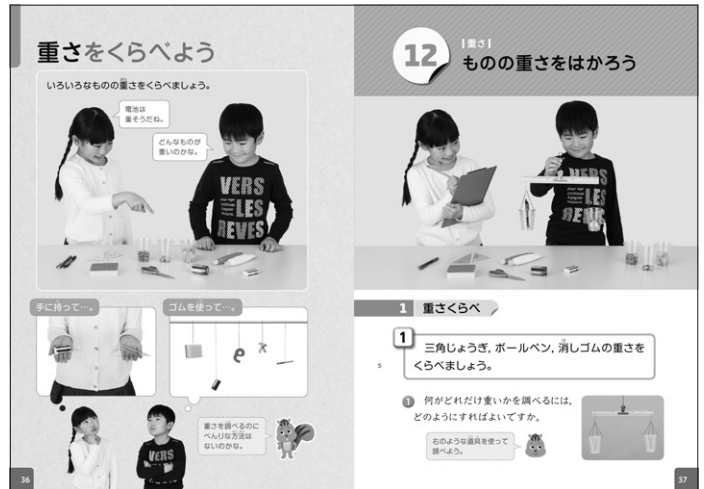 重さをくらべよう
いろいろなものの重さをくらべましょう。
電池は
重そうだね。
どんなものが
重いのかな。
VERS
LES
REVES
手に持って…。
ゴムを使って…。
重さを調べるのに
べんりな方法は
ないのかな。
VERS
36
12
重さ
ものの重さをはかろう
VERS
LES
REVES
1 重さくらべ
1
三角じょうぎ,ボールペン,消しゴムの重さを
くらべましょう。
5
1 何がどれだけ重いかを調べるには,
どのようにすればよいですか。
右のような道具を使って
調べよう。
37